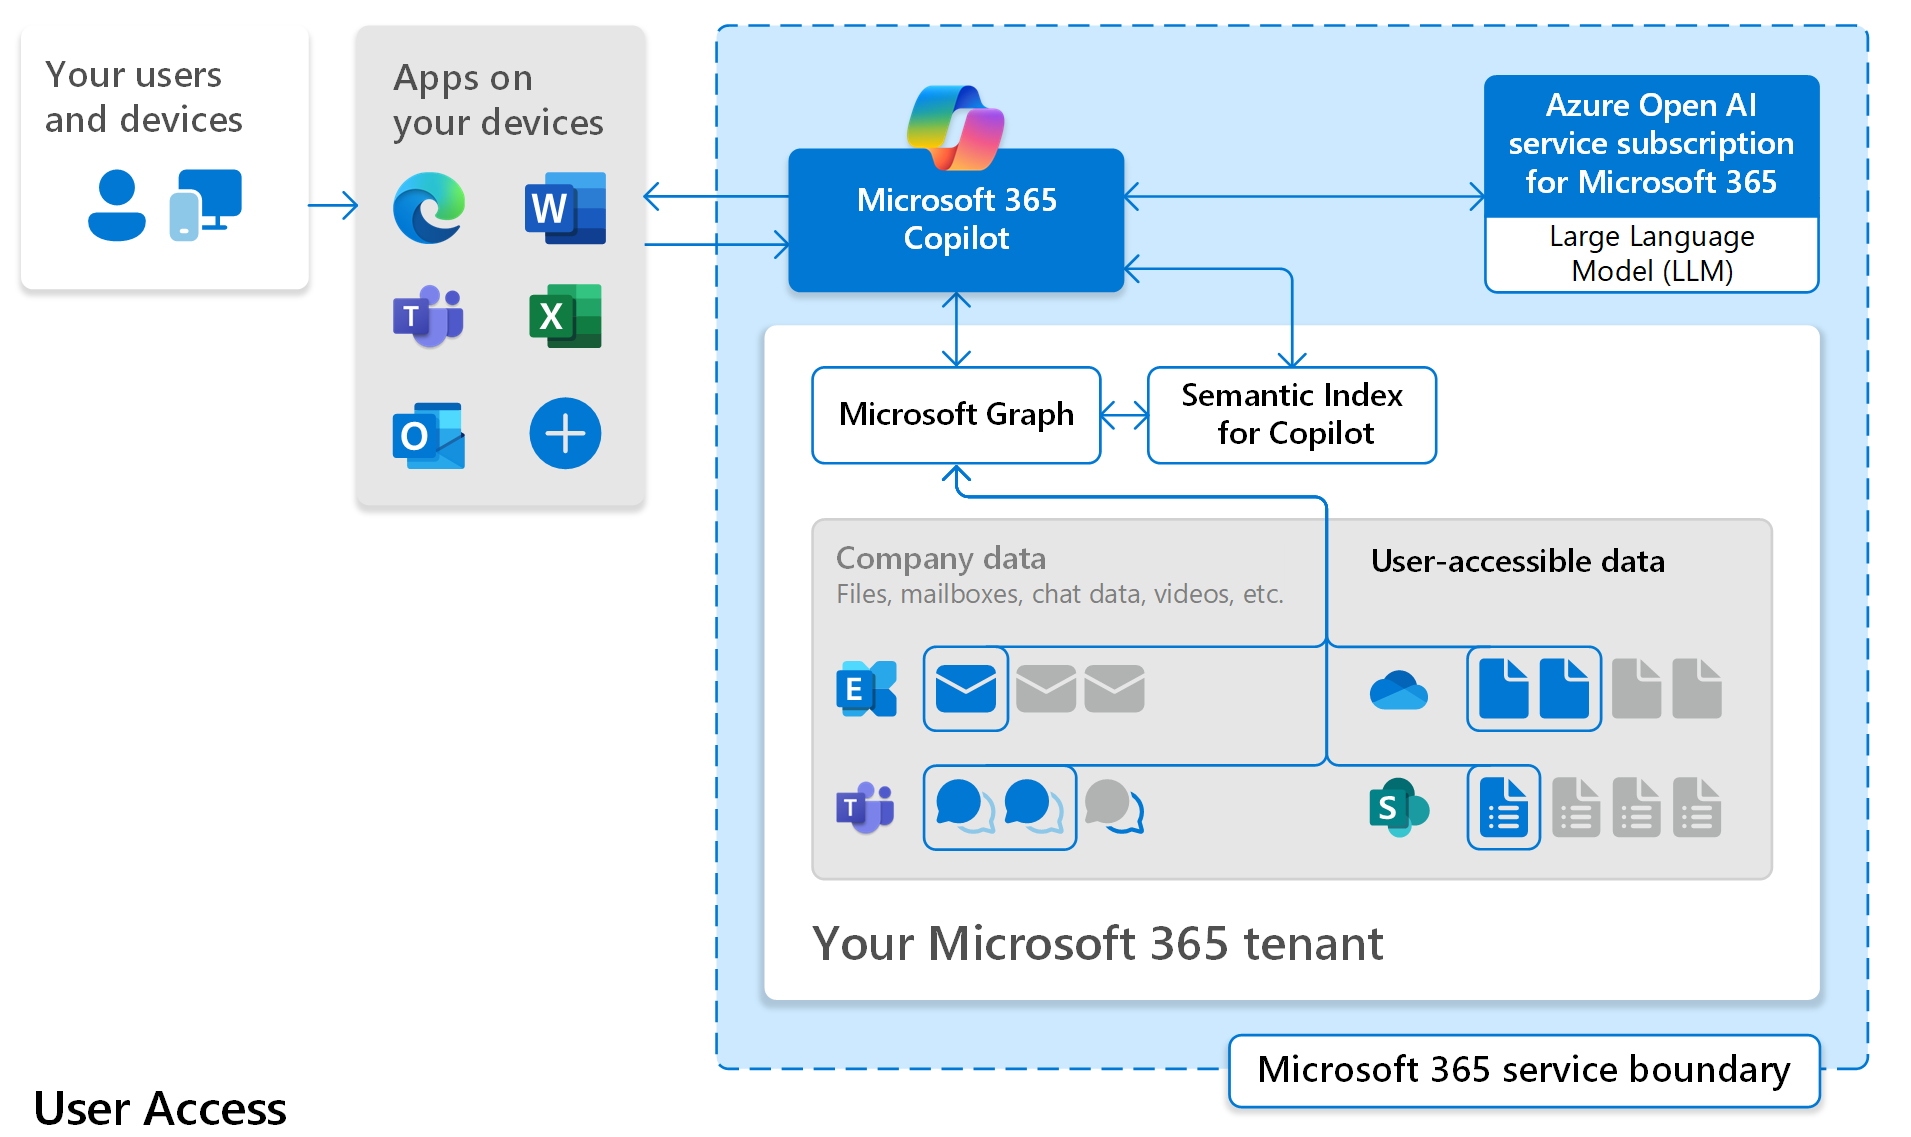 Your users
and devices
Apps on
your devices
W
T
X
O
Microsoft 365
Copilot
Azure Open AI
service subscription
for Microsoft 365
Large Language
Model (LLM)
Microsoft Graph
Semantic Index
for Copilot
Company data
Files, mailboxes, chat data, videos, etc.
User-accessible data
E
T
S
Your Microsoft 365 tenant
Microsoft 365 service boundary
User Access